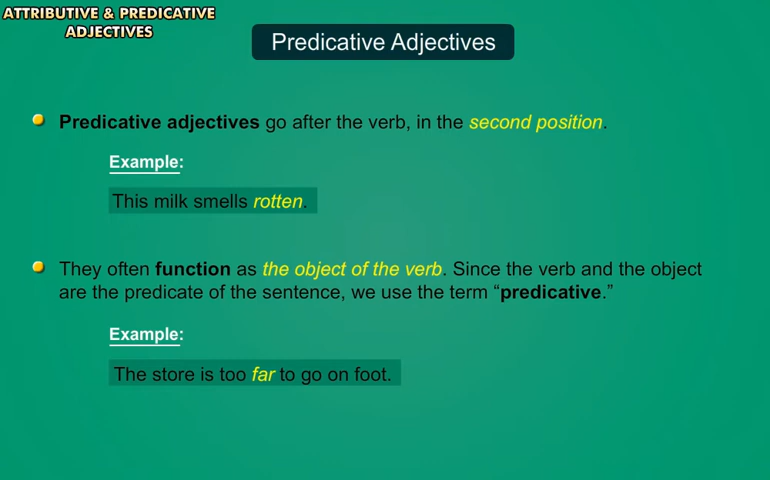 ATTRIBUTIVE & PREDICATIVE
ADJECTIVES
Predicative Adjectives
Predicative adjectives go after the verb, in the second position.
Example:
This milk smells rotten.
They often function as the object of the verb. Since the verb and the object
are the predicate of the sentence, we use the term “predicative.”
Example:
The store is too far to go on foot.